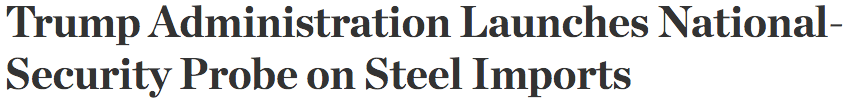 Trump Administration Launches National-
Security Probe on Steel Imports